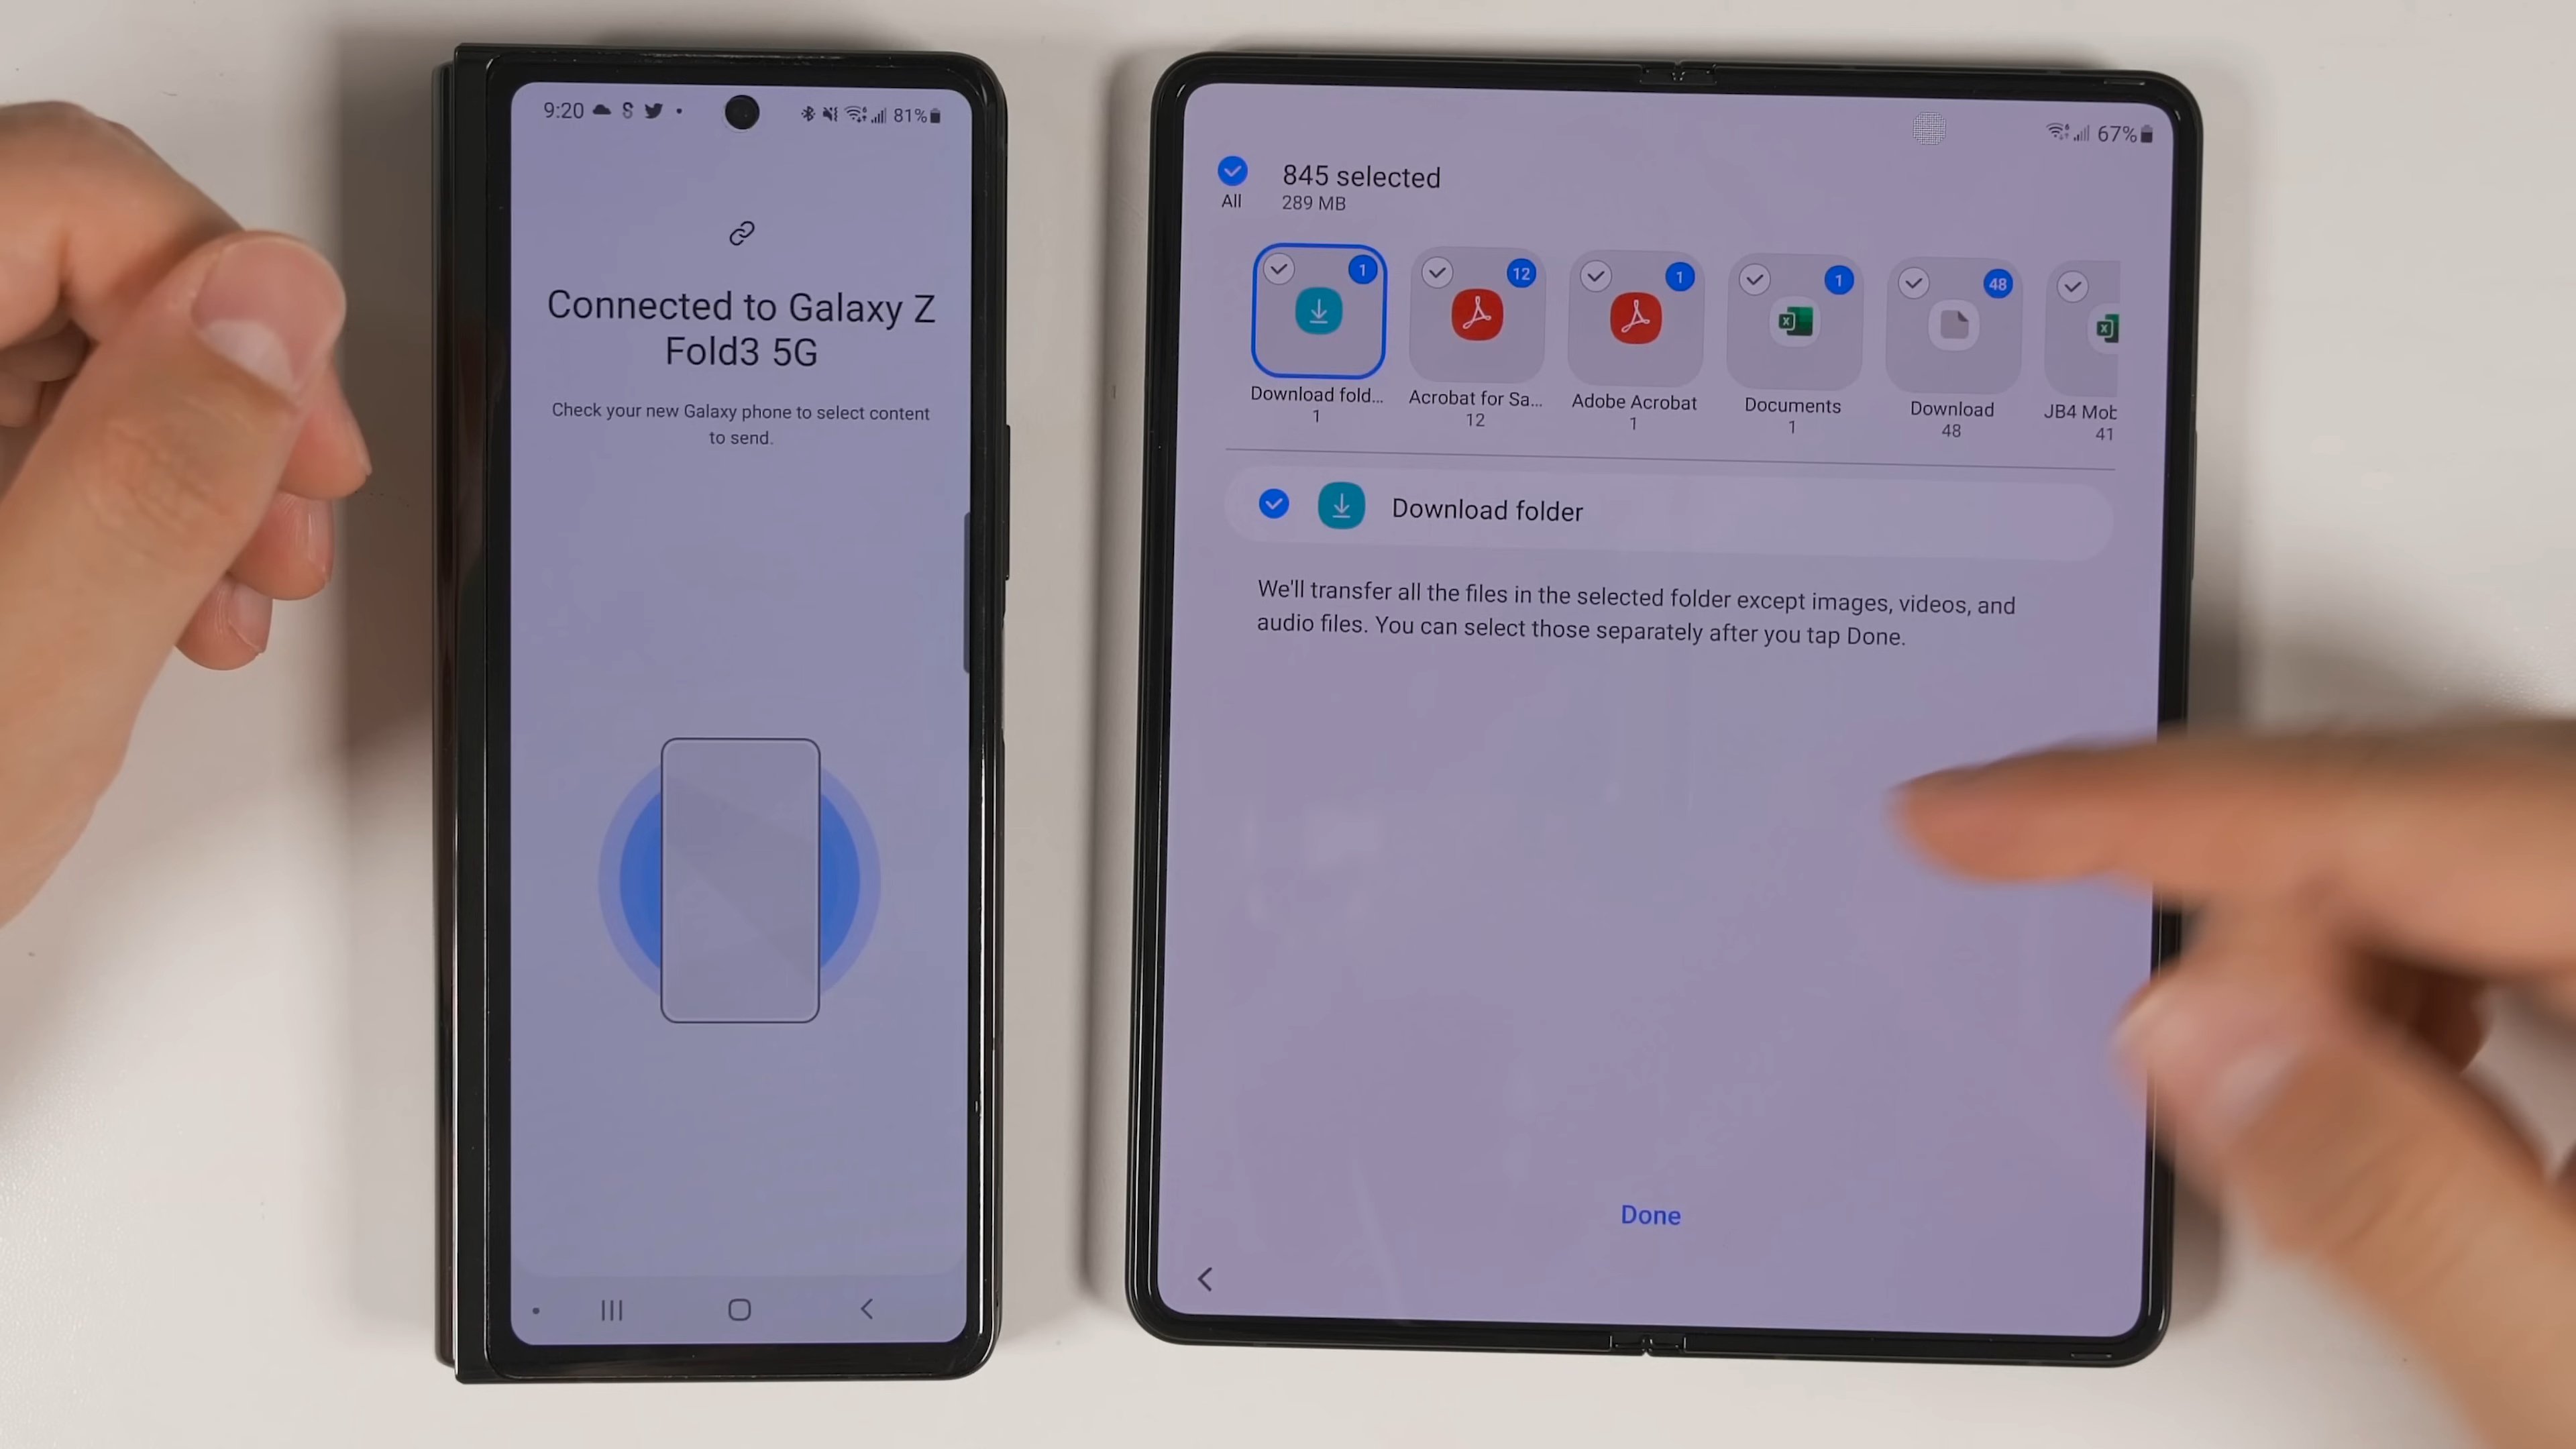 9:20
81%
Connected to Galaxy Z
Fold3 5G
Check your new Galaxy phone to select content
to send.
67%
845 selected
All
289 MB
1
12
1
1
48
Download fold...
Acrobat for Sa...
Adobe Acrobat
Documents
Download
JB4 Mob
1
12
1
1
48
41
Download folder
We'll transfer all the files in the selected folder except images, videos, and
audio files. You can select those separately after you tap Done.
Done